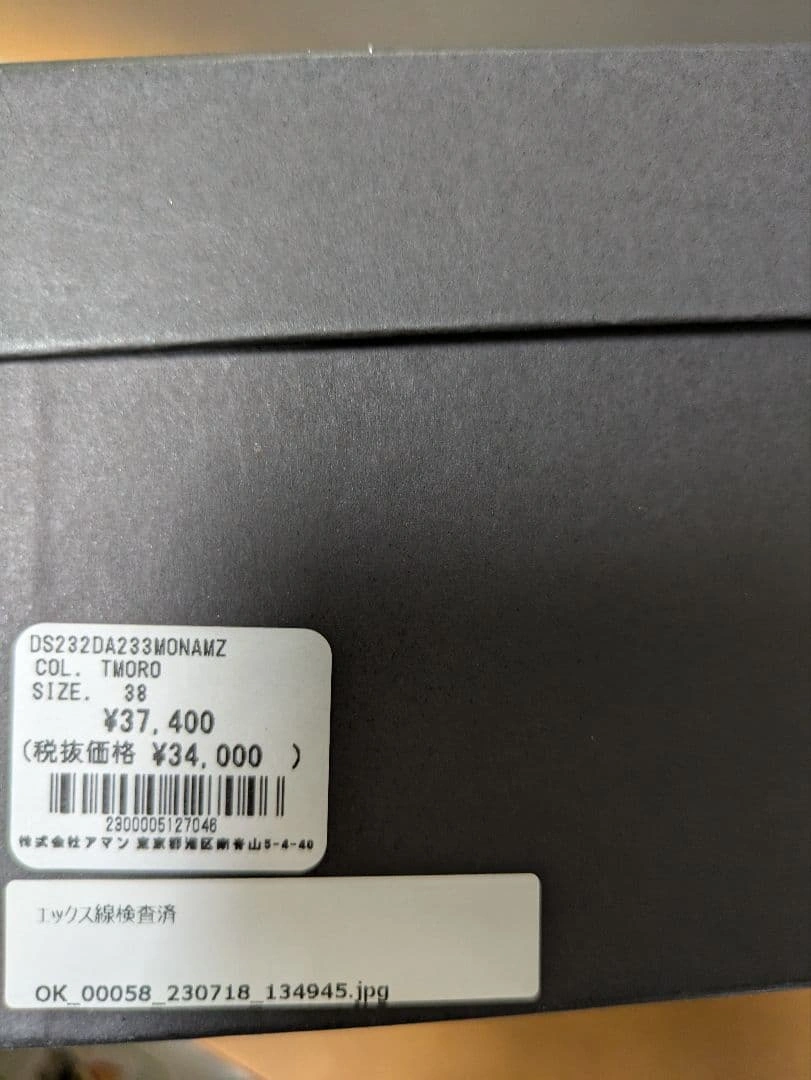 DS232DA233MONAMZ
COL. TMORO
SIZE. 38
¥37,400
(税抜価格 ¥34,000 )
2300005127046
株式会社アマン 東京都港区南青山5-4-40
エックス線検査済
OK_00058_230718_134945.jpg